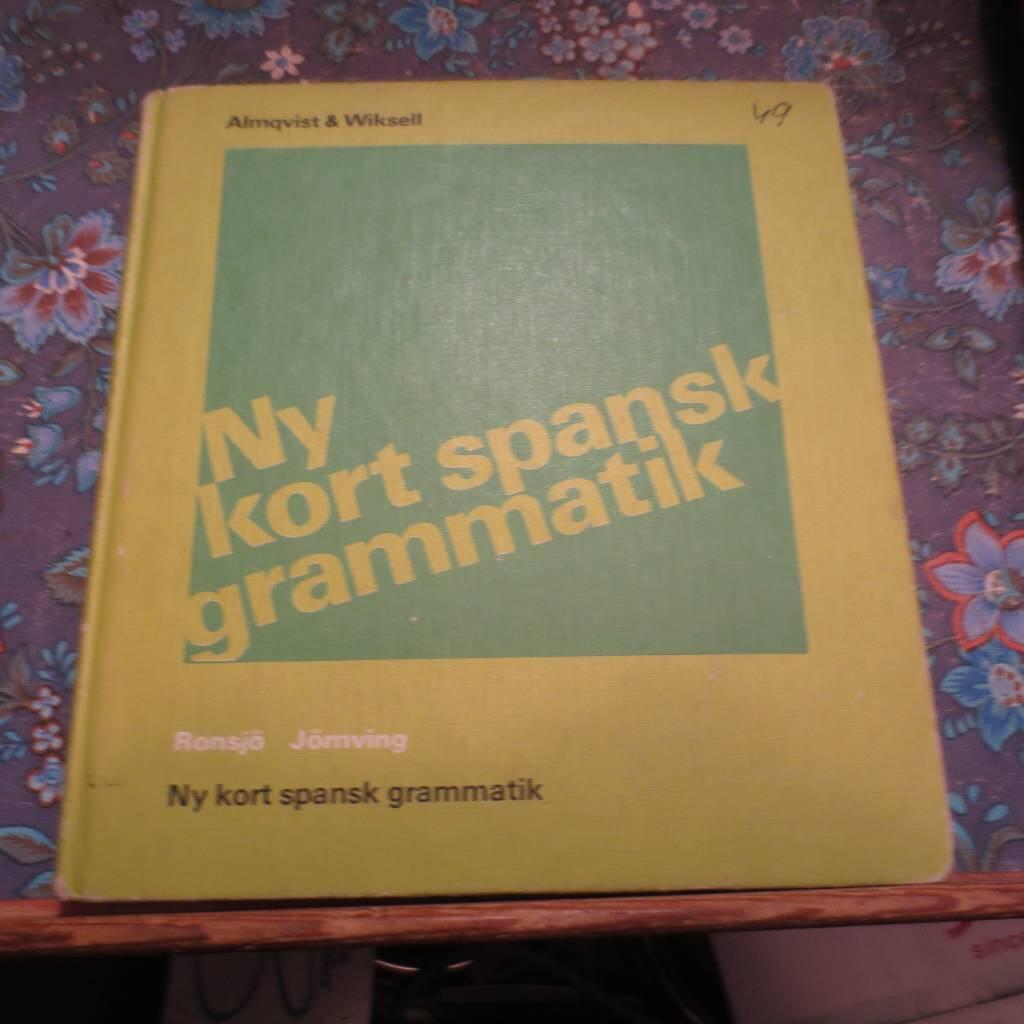 Almqvist & Wiksell
49
Ny
kort spansk
grammatik
Ronsjö Jörnving
Ny kort spansk grammatik